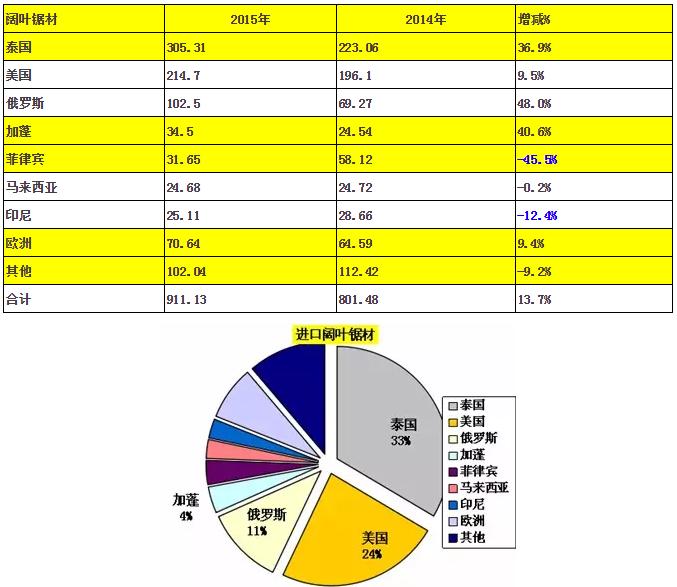 阔叶锯材 2015年 2014年 增减%
泰国 305.31 223.06 36.9%
美国 214.7 196.1 9.5%
俄罗斯 102.5 69.27 48.0%
加蓬 34.5 24.54 40.6%
菲律宾 31.65 58.12 -45.5%
马来西亚 24.68 24.72 -0.2%
印尼 25.11 28.66 -12.4%
欧洲 70.64 64.59 9.4%
其他 102.04 112.42 -9.2%
合计 911.13 801.48 13.7%
进口阔叶锯材
泰国
33%
美国
24%
俄罗斯
11%
加蓬
4%
泰国
美国
俄罗斯
加蓬
菲律宾
马来西亚
印尼
欧洲
其他